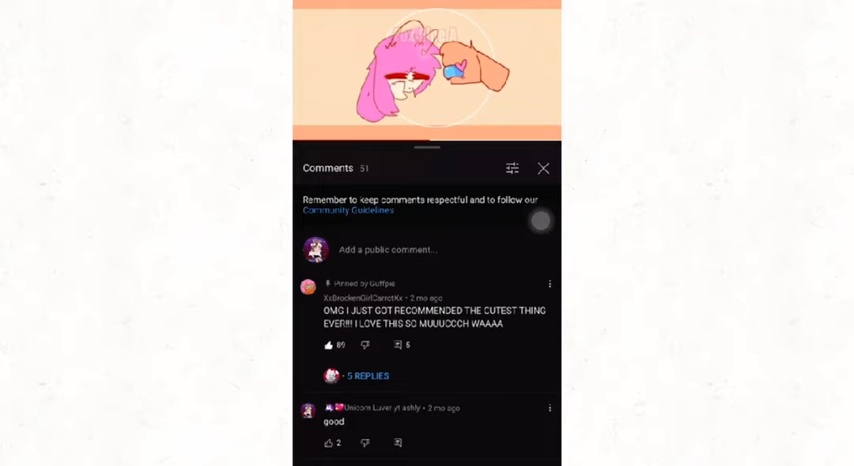 Comments 51
Remember to keep comments respectful and to follow our
Community Guidelines
Add a public comment...
Pinned by Guffpie
XxBrockenGirlCarrotXx • 2 mo ago
OMG I JUST GOT RECOMMENDED THE CUTEST THING
EVER!!! I LOVE THIS SO MUUUCCCH WAAAA
89 5
5 REPLIES
Unicorn Luver yt ashly • 2 mo ago
good
2